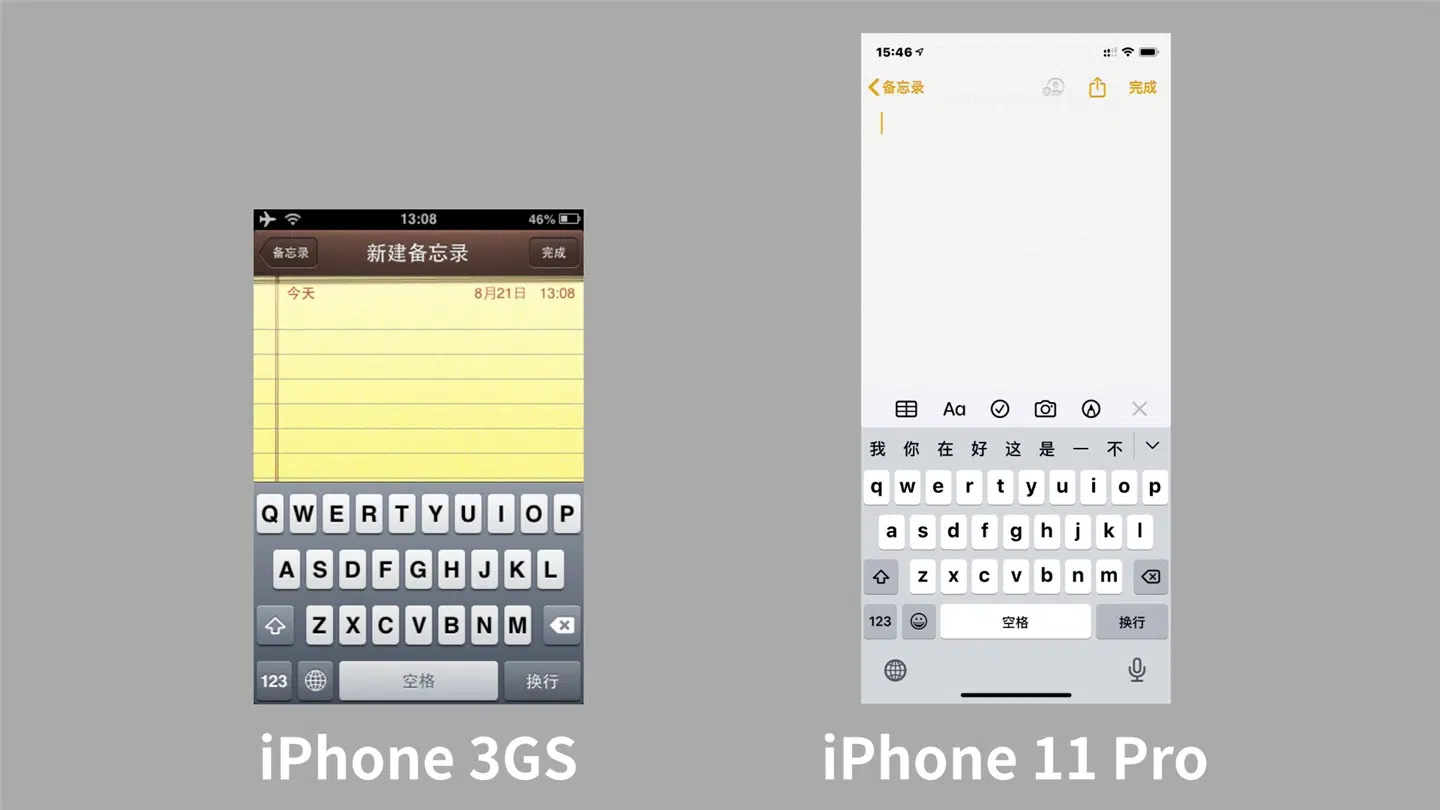 13:08
46%
备忘录
新建备忘录
完成
今天
8月21日 13:08
Q W E R T Y U I O P
A S D F G H J K L
Z X C V B N M
123
空格
换行
iPhone 3GS
15:46
备忘录
完成
Aa
我 你 在 好 这 是 一 不
q w e r t y u i o p
a s d f g h j k l
z x c v b n m
123
空格
换行
iPhone 11 Pro